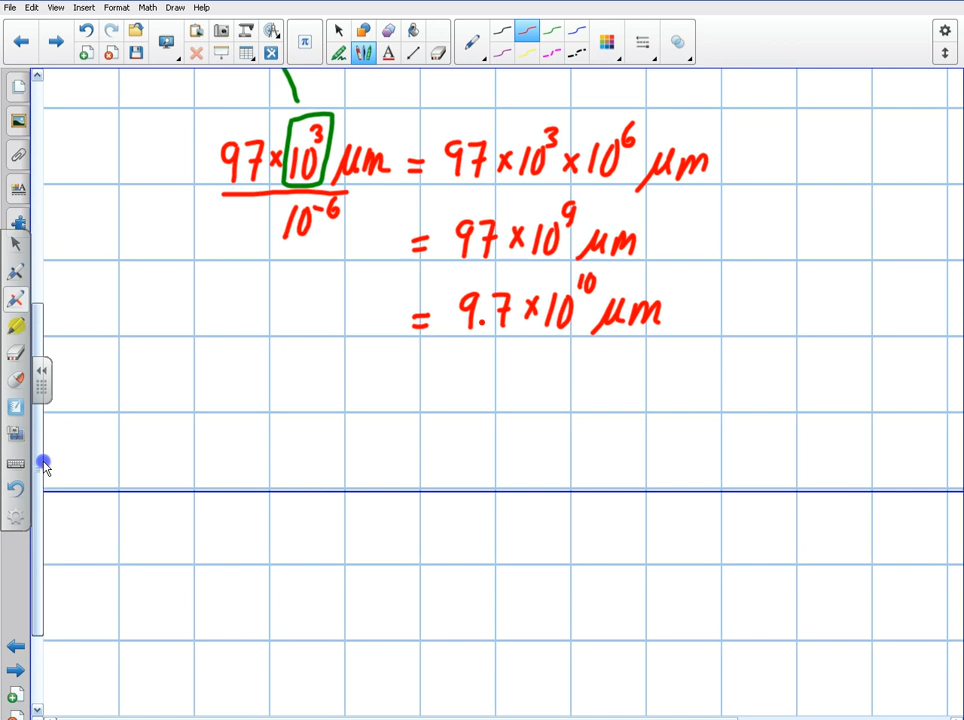 File Edit View Insert Format Math Draw Help
π A
97×10³ μm = 97×10³×10⁶ μm
10⁻⁶
= 97×10⁹ μm
= 9.7×10¹⁰ μm